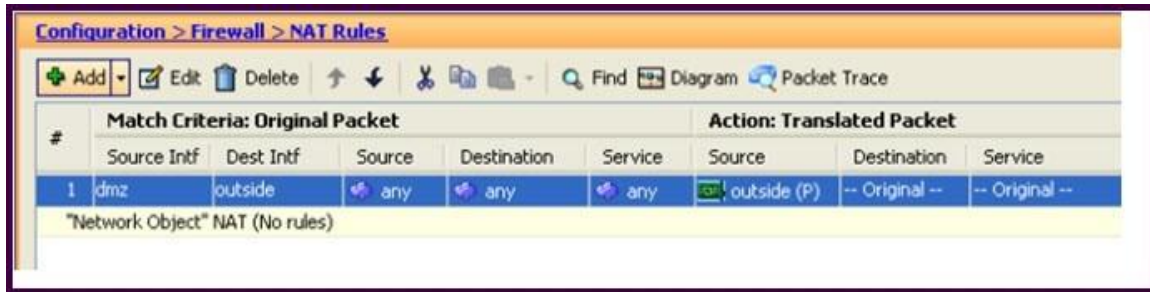 Configuration > Firewall > NAT Rules
Add Edit Delete Find Diagram Packet Trace
# Match Criteria: Original Packet Action: Translated Packet
Source Intf Dest Intf Source Destination Service Source Destination Service
1 dmz outside any any any outside (P) -- Original -- -- Original --
"Network Object" NAT (No rules)